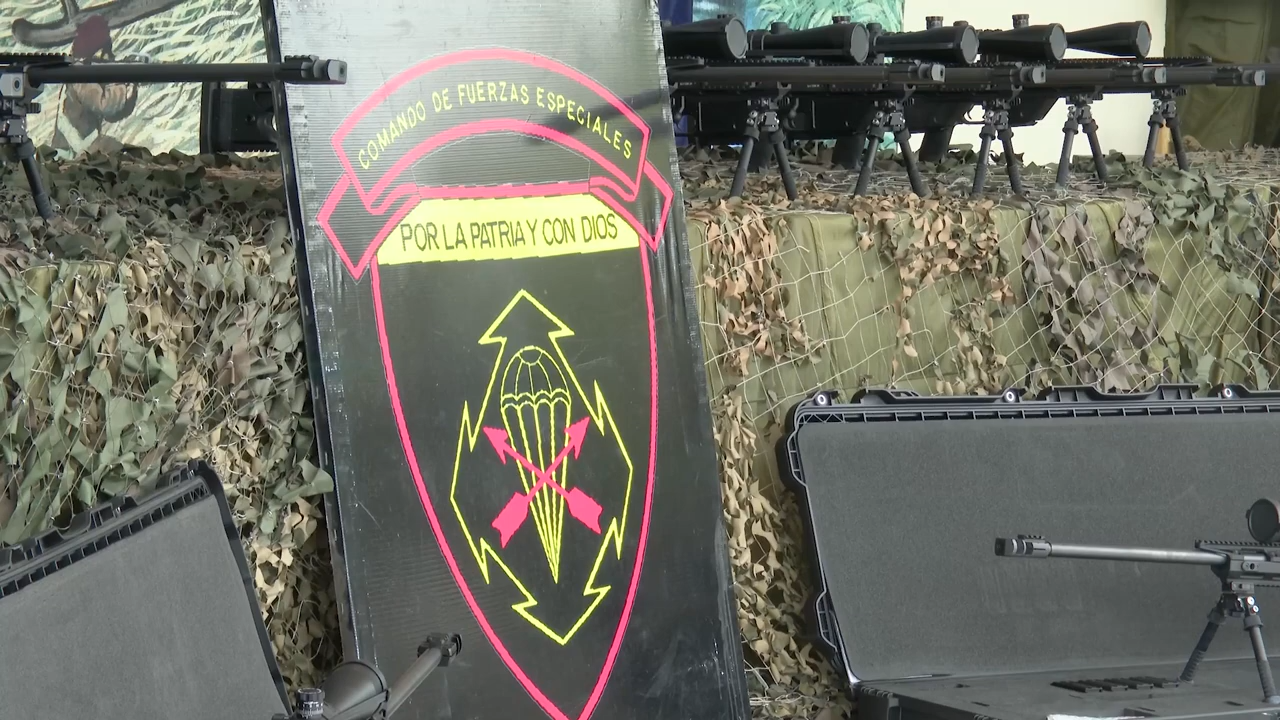 COMANDO DE FUERZAS ESPECIALES
POR LA PATRIA Y CON DIOS